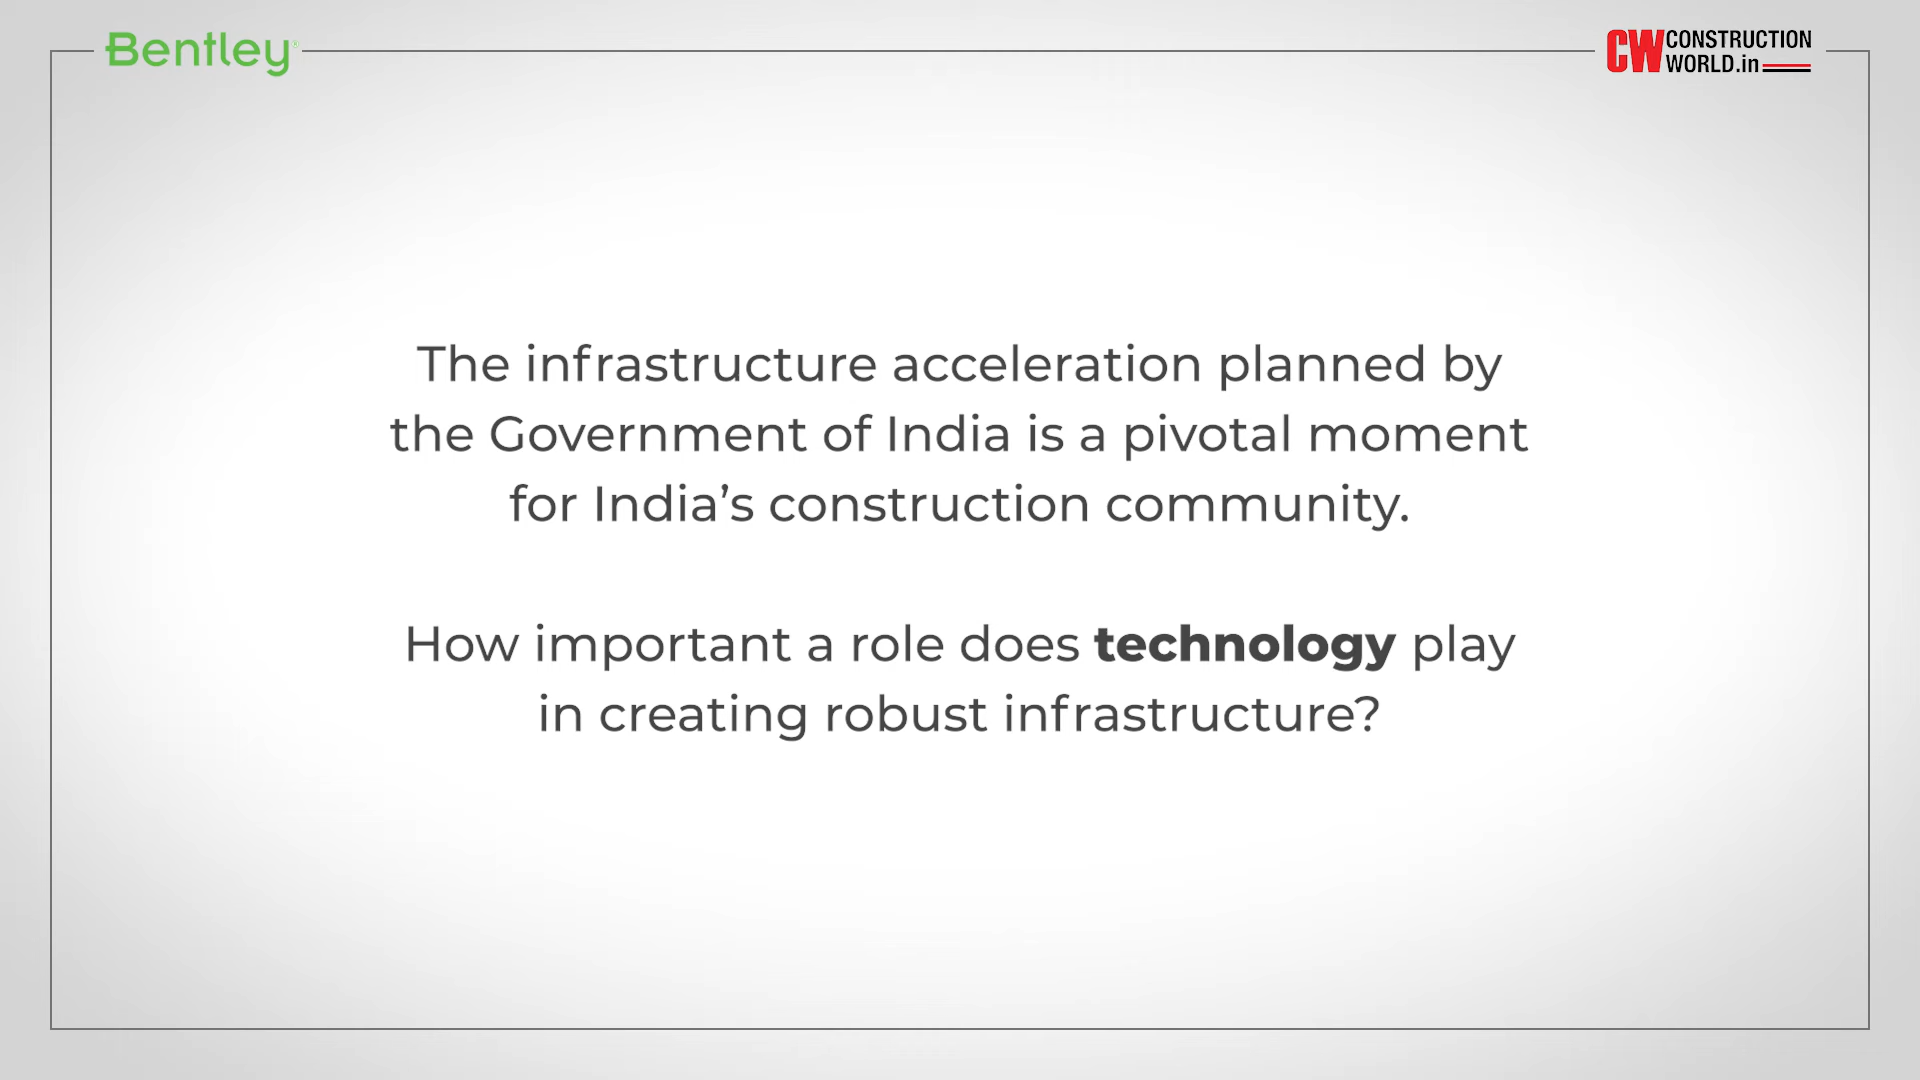 Bentley
CW CONSTRUCTION
WORLD.in
The infrastructure acceleration planned by
the Government of India is a pivotal moment
for India’s construction community.
How important a role does technology play
in creating robust infrastructure?